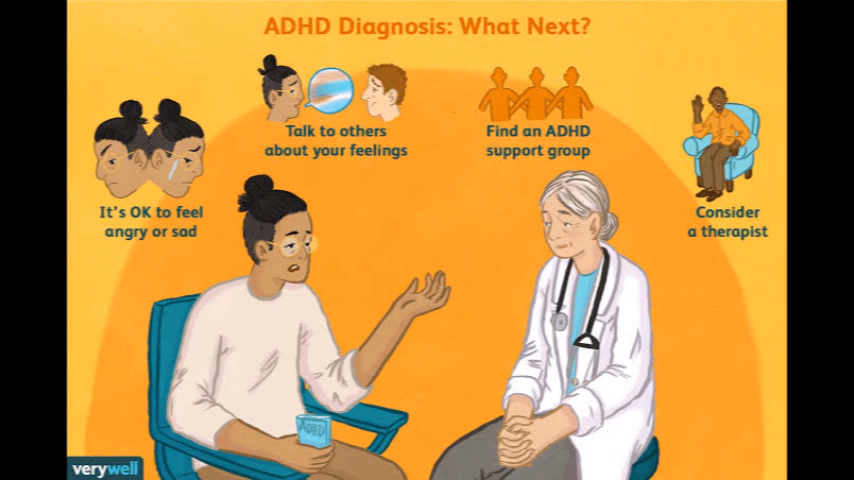 ADHD Diagnosis: What Next?
Talk to others
about your feelings
Find an ADHD
support group
It's OK to feel
angry or sad
Consider
a therapist
ADHD
verywell